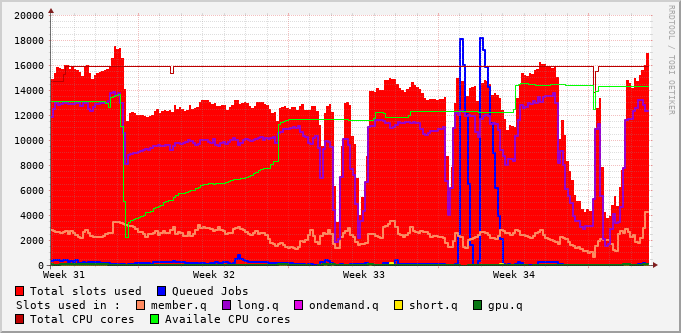 20000
18000
16000
14000
12000
10000
8000
6000
4000
2000
0
Week 31 Week 32 Week 33 Week 34
Total slots used Queued Jobs
Slots used in : member.q long.q ondemand.q short.q gpu.q
Total CPU cores Availale CPU cores
RRDTOOL / TOBI OETIKER